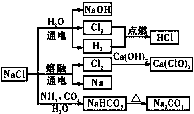 NaOH
H₂O
通电
Cl₂
点燃
HCl
H₂
NaCl
Ca(OH)₂
熔融
通电
Cl₂
Ca(ClO)₂
Na
NH₃ CO₂
H₂O
NaHCO₃
△
Na₂CO₃